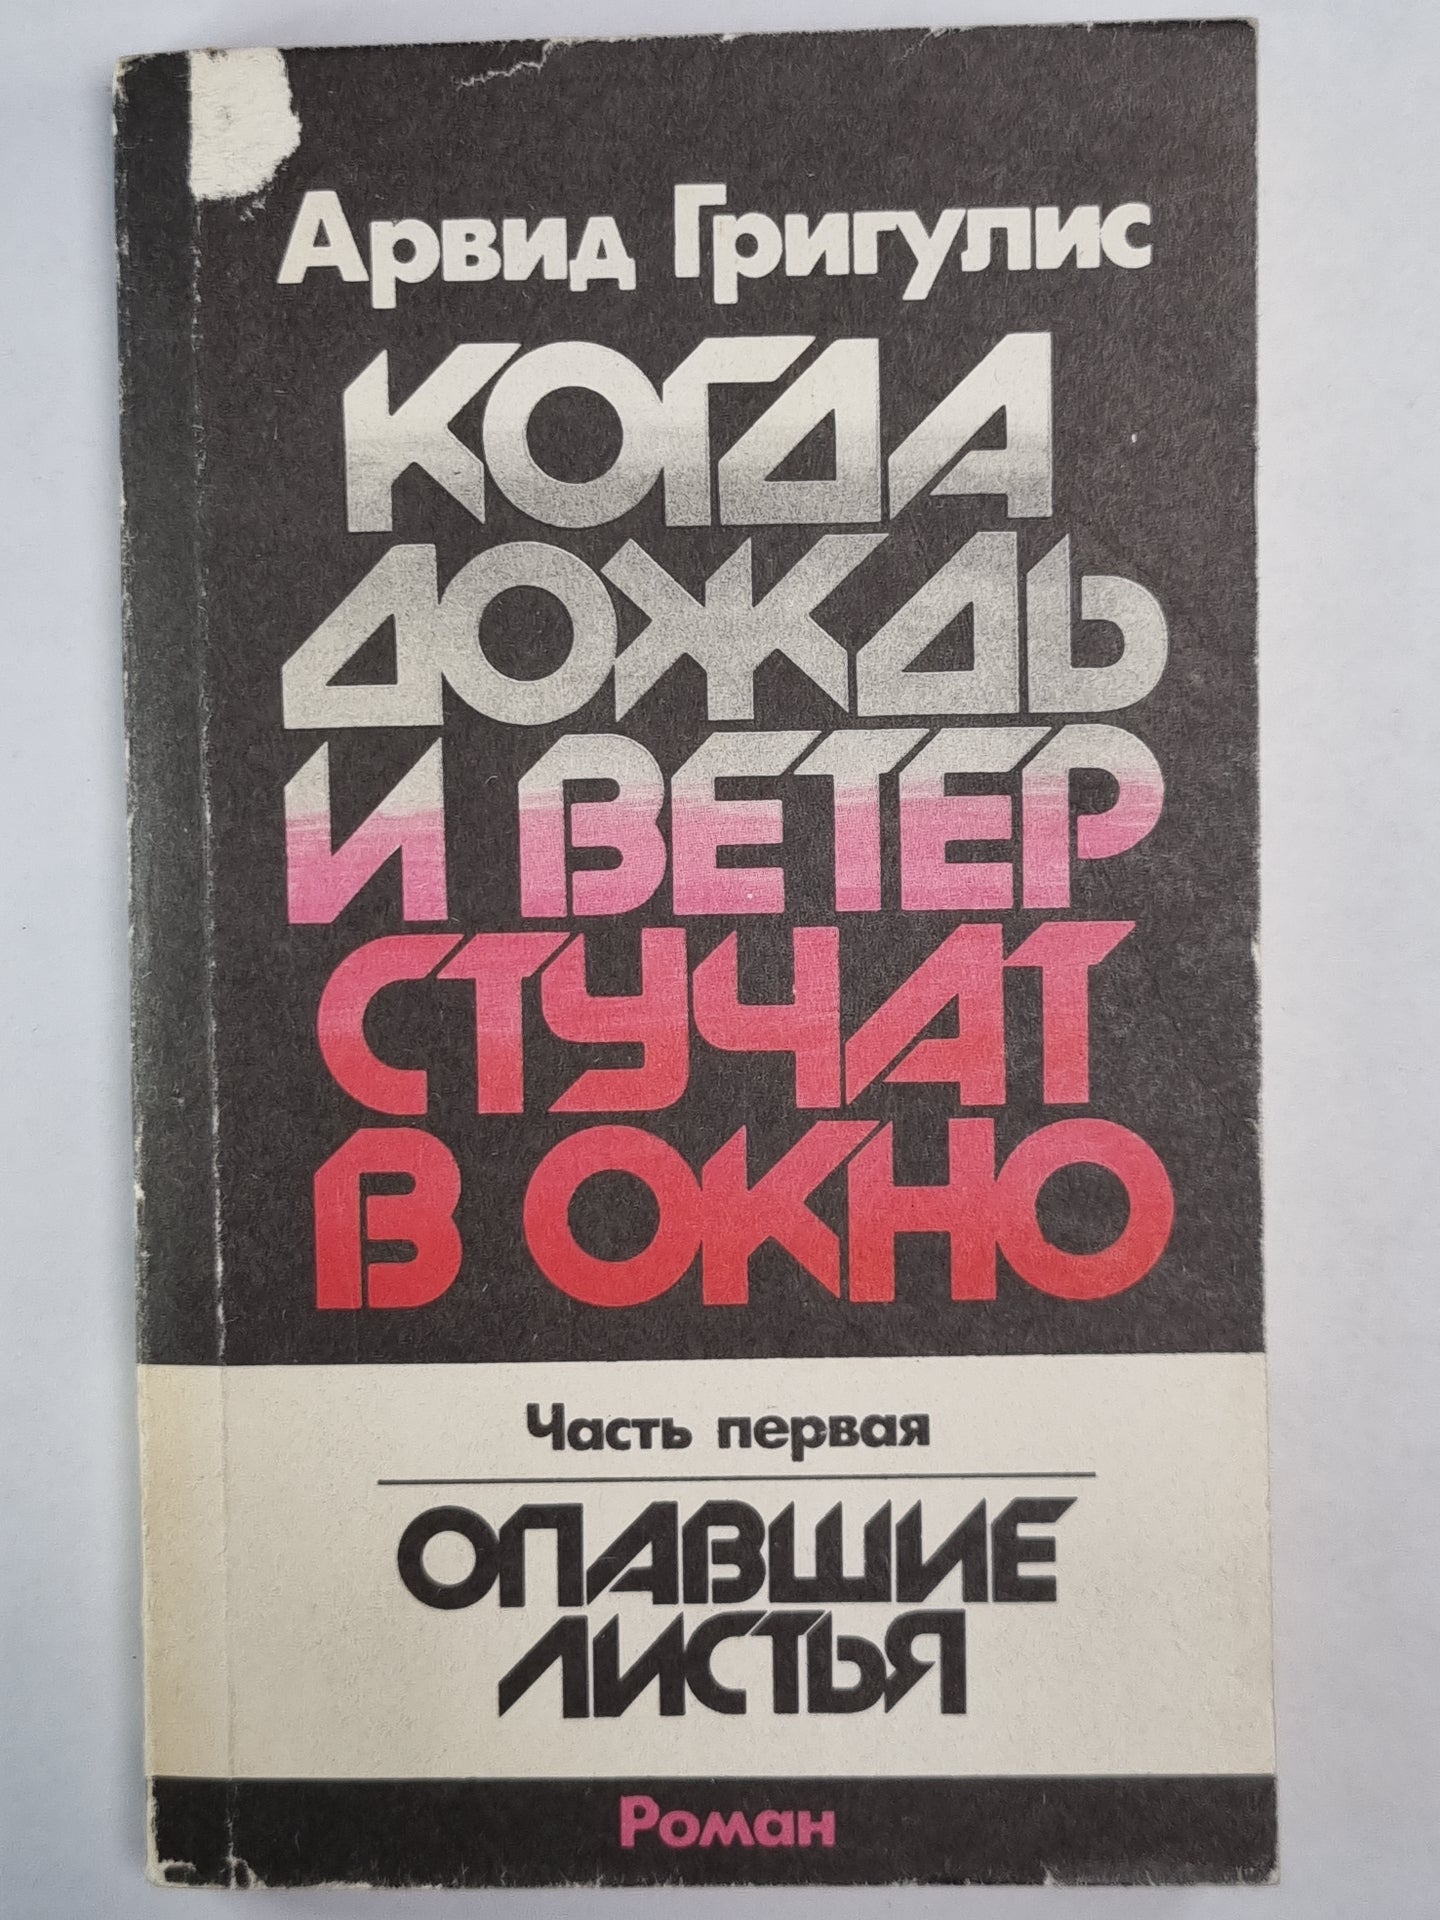 Арвид Григулис
КОГДА
ДОЖДЬ
И ВЕТЕР
СТУЧАТ
В ОКНО
Часть первая
ОПАВШИЕ
ЛИСТЬЯ
Роман